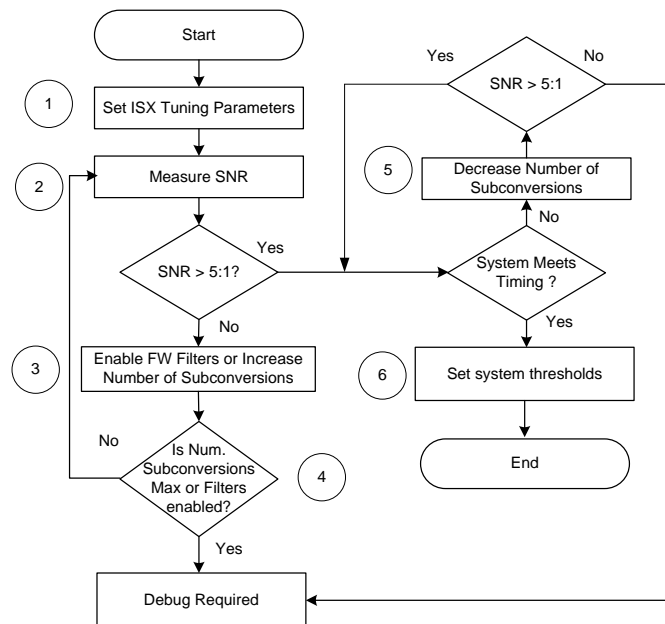 Start
1
Set ISX Tuning Parameters
2
Measure SNR
SNR > 5:1?
Yes
No
3
Enable FW Filters or Increase
Number of Subconversions
No
Is Num.
Subconversions
Max or Filters
enabled?
4
Yes
Debug Required
Yes
SNR > 5:1
No
5
Decrease Number of
Subconversions
No
System Meets
Timing ?
Yes
6
Set system thresholds
End